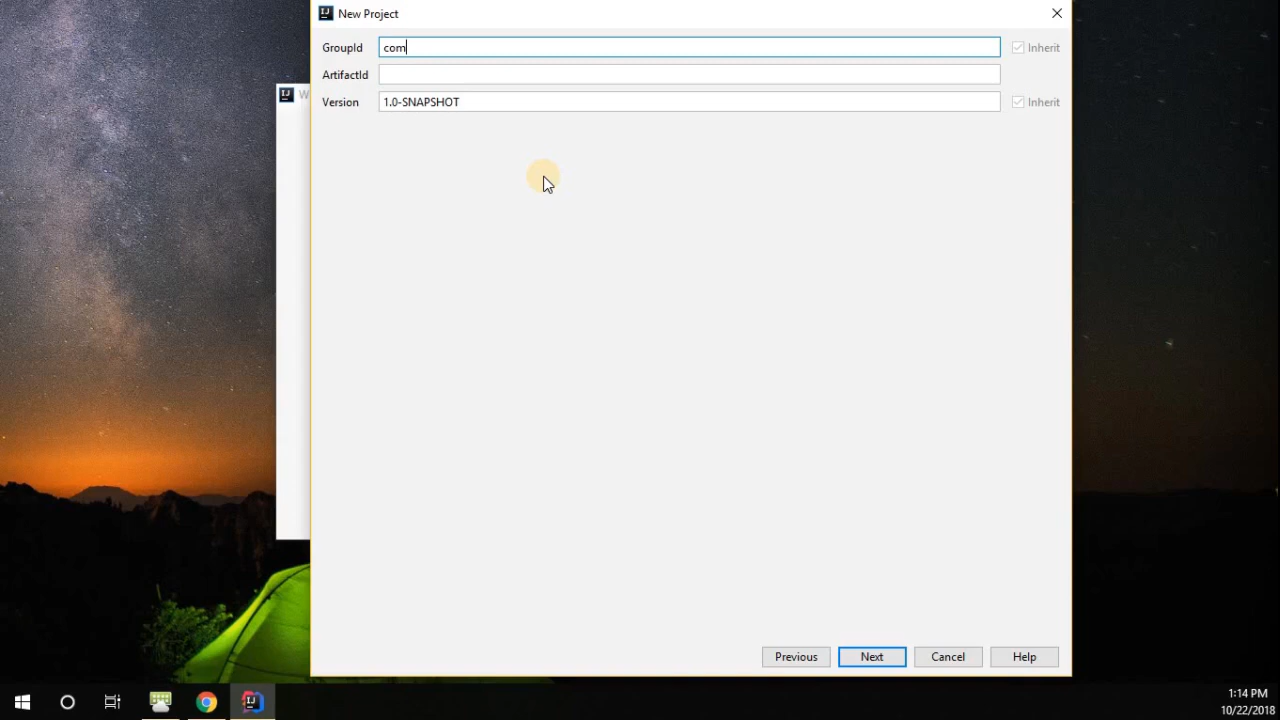 New Project
GroupId com Inherit
ArtifactId
Version 1.0-SNAPSHOT Inherit
W
Previous Next Cancel Help
1:14 PM
10/22/2018